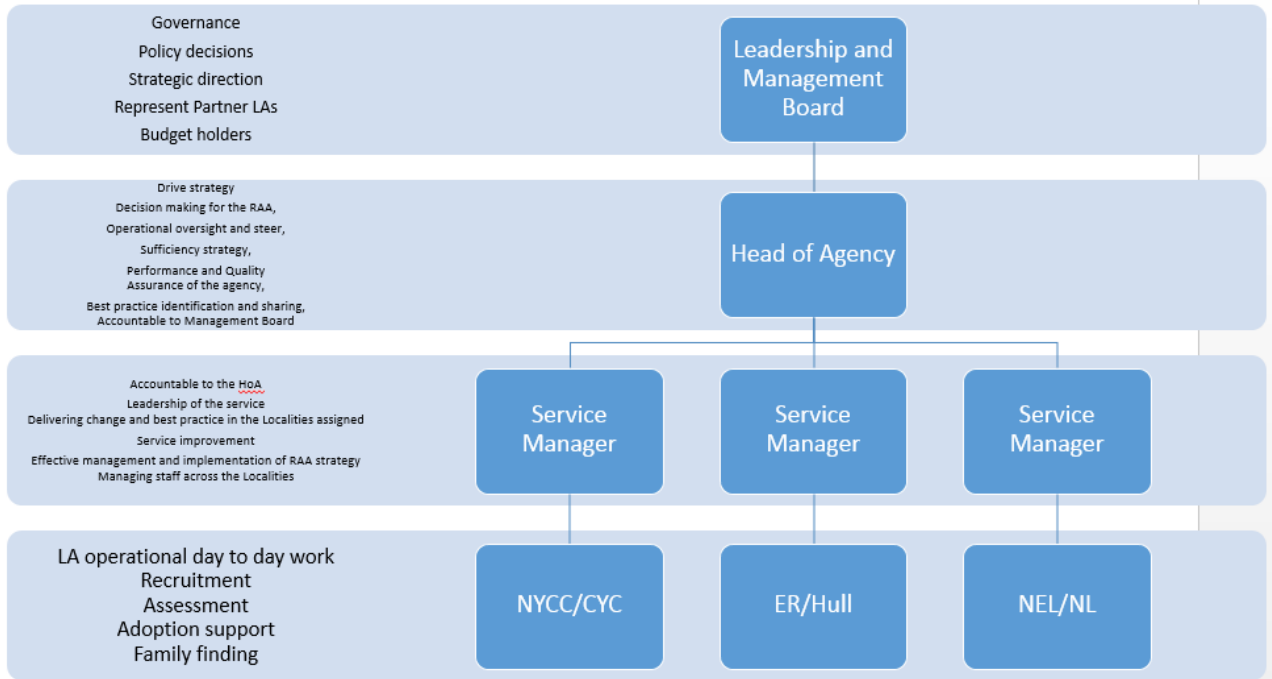 Governance
Policy decisions
Strategic direction
Represent Partner LAs
Budget holders
Leadership and
Management
Board
Drive strategy
Decision making for the RAA,
Operational oversight and steer,
Sufficiency strategy,
Performance and Quality
Assurance of the agency,
Best practice identification and sharing,
Accountable to Management Board
Head of Agency
Accountable to the HoA
Leadership of the service
Delivering change and best practice in the Localities assigned
Service improvement
Effective management and implementation of RAA strategy
Managing staff across the Localities
Service
Manager
Service
Manager
Service
Manager
LA operational day to day work
Recruitment
Assessment
Adoption support
Family finding
NYCC/CYC
ER/Hull
NEL/NL